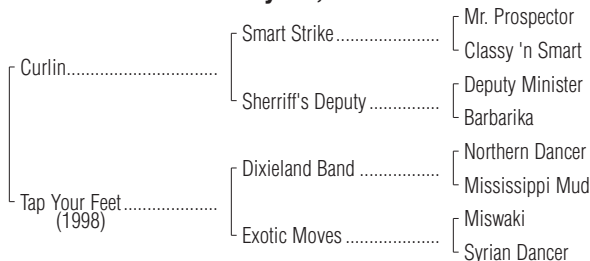 Mr. Prospector
Smart Strike
Classy 'n Smart
Curlin
Deputy Minister
Sherriff's Deputy
Barbarika
Northern Dancer
Dixieland Band
Mississippi Mud
Tap Your Feet
(1998)
Miswaki
Exotic Moves
Syrian Dancer